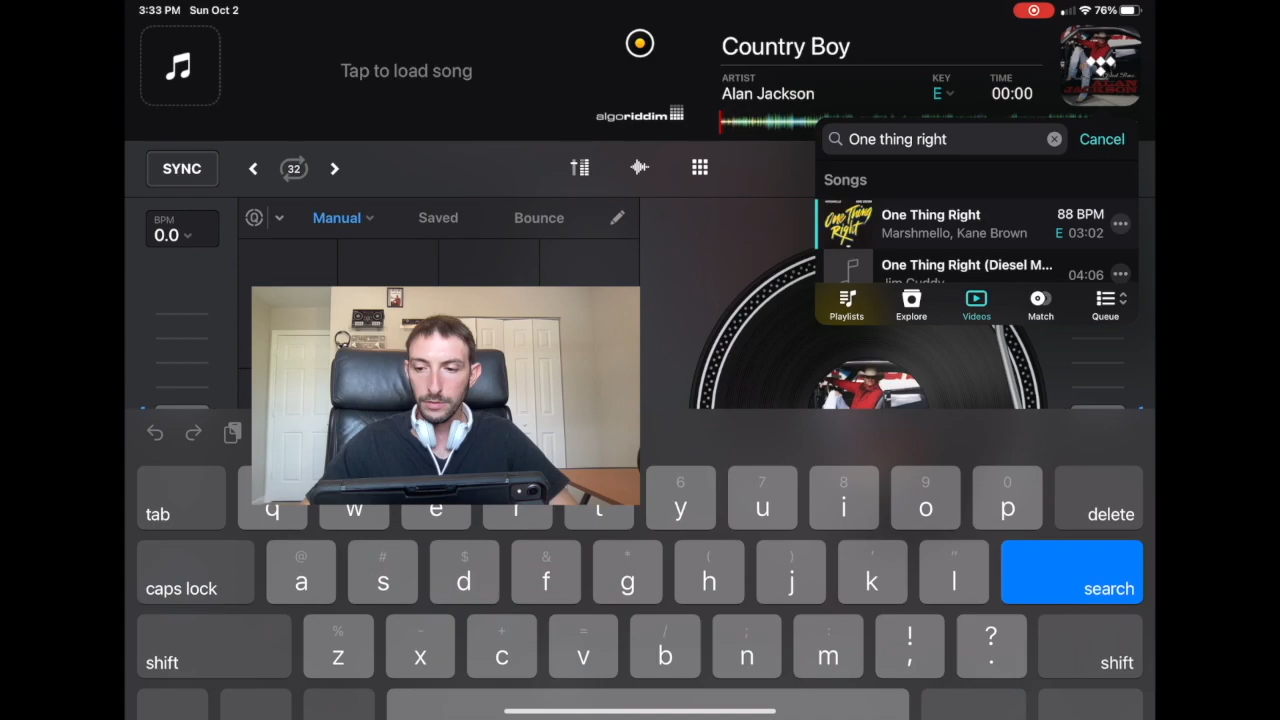 3:33 PM Sun Oct 2
76%
Tap to load song
algoriddim
Country Boy
ARTIST
Alan Jackson
KEY
E
TIME
00:00
One thing right
Cancel
Songs
One Thing Right
88 BPM
Marshmello, Kane Brown
E 03:02
One Thing Right (Diesel M...
04:06
Playlists
Explore
Videos
Match
Queue
SYNC
32
BPM
0.0
Manual
Saved
Bounce
tab
q w e r t
6 7 8 9 0
y u i o p
delete
@ # $ & * ( ) ' "
caps lock
a s d f g h j k l
search
% - + = / ; :
shift
z x c v b n m ! , ? .
shift